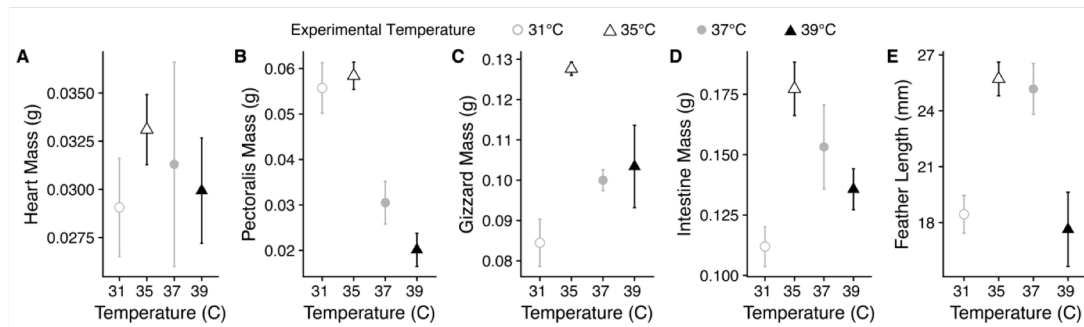 Experimental Temperature 31°C 35°C 37°C 39°C
A
Heart Mass (g)
0.0350
0.0325
0.0300
0.0275
31 35 37 39
Temperature (C)
B
Pectoralis Mass (g)
0.06
0.05
0.04
0.03
0.02
31 35 37 39
Temperature (C)
C
Gizzard Mass (g)
0.13
0.12
0.11
0.10
0.09
0.08
31 35 37 39
Temperature (C)
D
Intestine Mass (g)
0.175
0.150
0.125
0.100
31 35 37 39
Temperature (C)
E
Feather Length (mm)
27
24
21
18
31 35 37 39
Temperature (C)